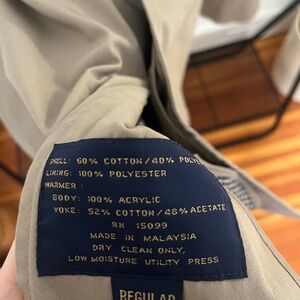 SHELL: 60% COTTON/40% POLY
LINING: 100% POLYESTER
WARMER:
BODY: 100% ACRYLIC
YOKE: 52% COTTON/48% ACETATE
RN 15099
MADE IN MALAYSIA
DRY CLEAN ONLY,
LOW MOISTURE UTILITY PRESS
REGULAR